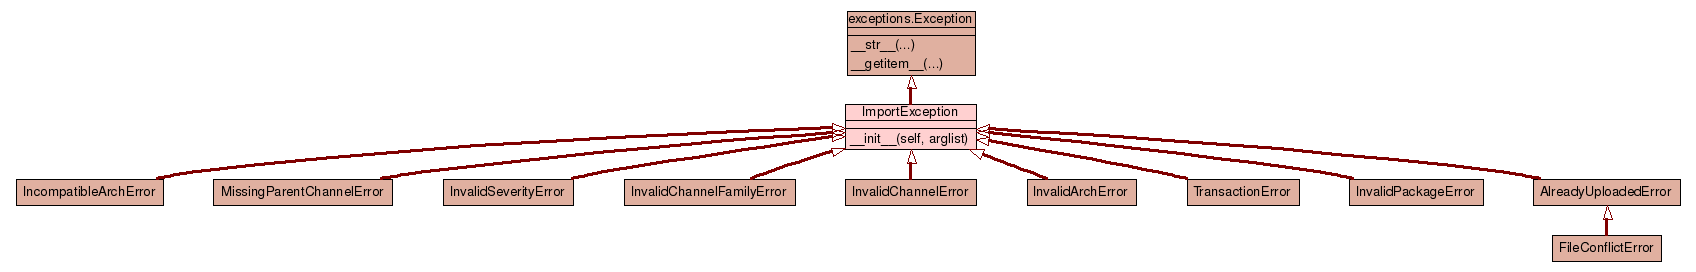 exceptions.Exception
__str__(...)
__getitem__(...)
ImportException
__init__(self, arglist)
IncompatibleArchError
MissingParentChannelError
InvalidSeverityError
InvalidChannelFamilyError
InvalidChannelError
InvalidArchError
TransactionError
InvalidPackageError
AlreadyUploadedError
FileConflictError